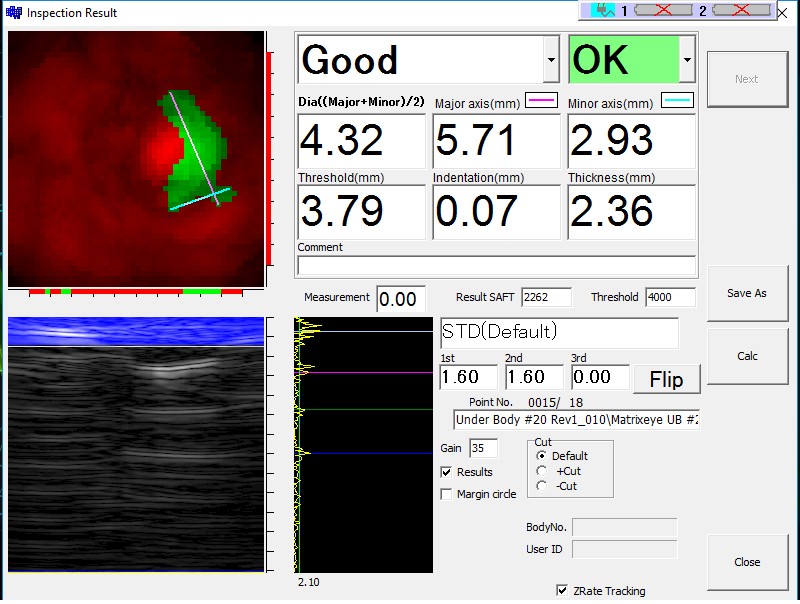 Inspection Result
1 2
Good OK
Dia((Major+Minor)/2) Major axis(mm) Minor axis(mm)
4.32 5.71 2.93
Threshold(mm) Indentation(mm) Thickness(mm)
3.79 0.07 2.36
Comment
Next
Measurement 0.00 Result SAFT 2262 Threshold 4000
Save As
STD(Default)
1st 2nd 3rd
1.60 1.60 0.00 Flip
Calc
Point No. 0015/ 18
Under Body #20 Rev1_010\Matrixeye UB #2
Gain 35
Cut
Default
+Cut
-Cut
Results
Margin circle
BodyNo.
User ID
Close
2.10
ZRate Tracking